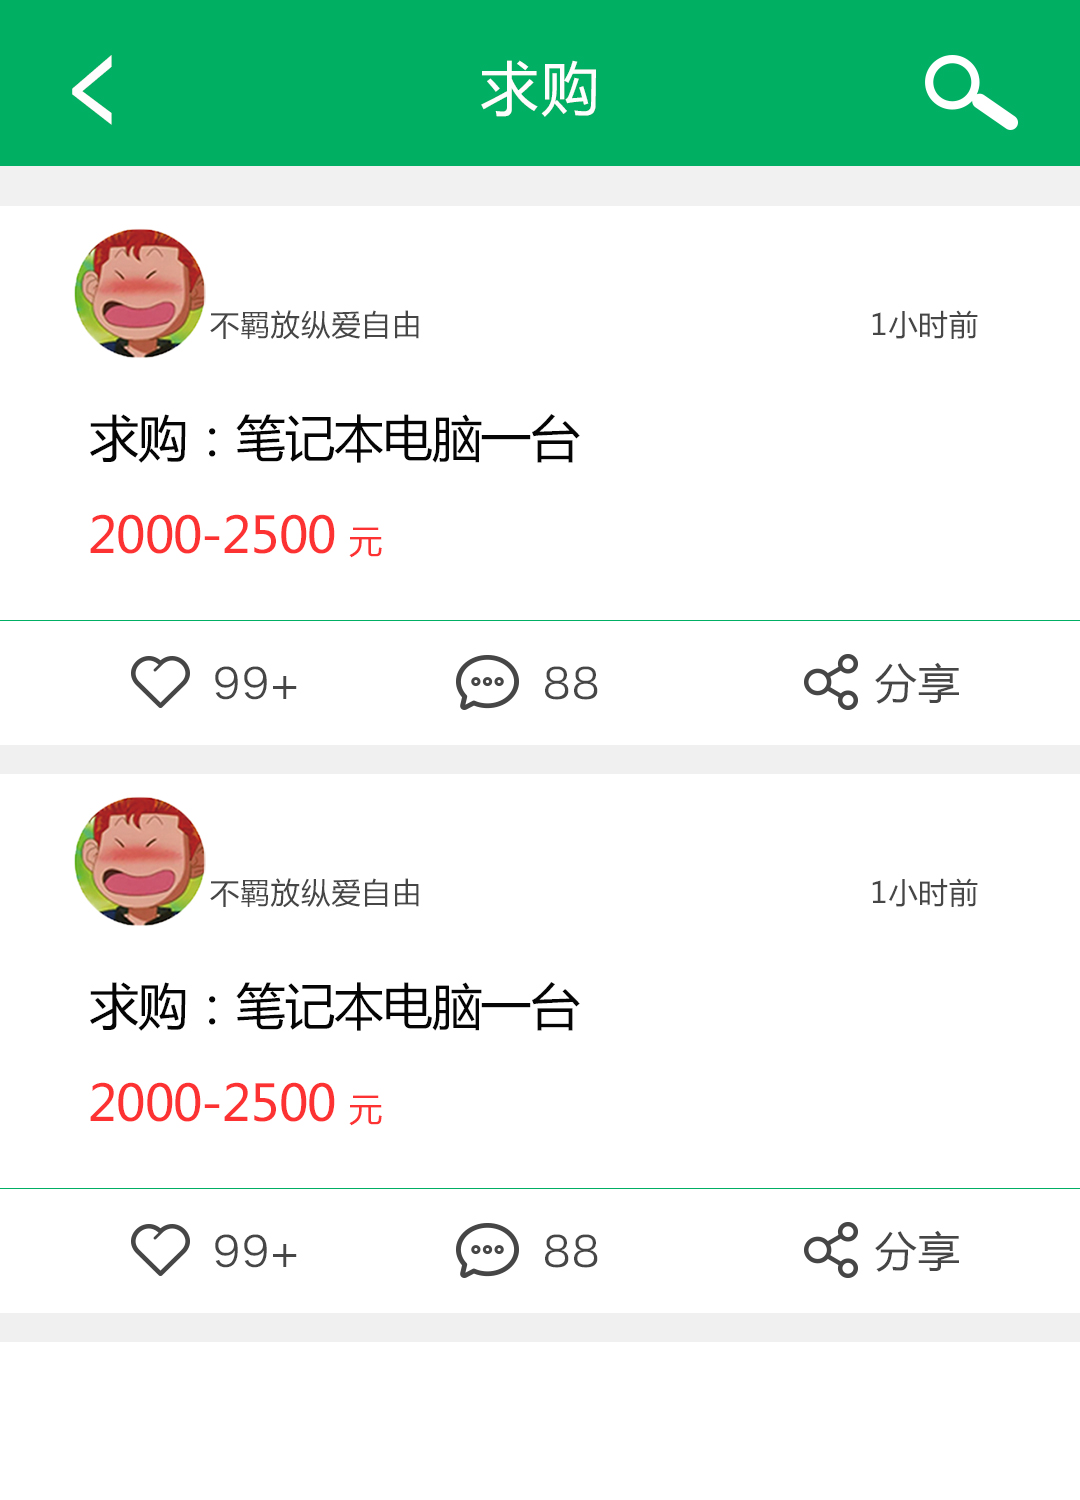 求购
不羁放纵爱自由 1小时前
求购：笔记本电脑一台
2000-2500 元
99+ 88 分享
不羁放纵爱自由 1小时前
求购：笔记本电脑一台
2000-2500 元
99+ 88 分享